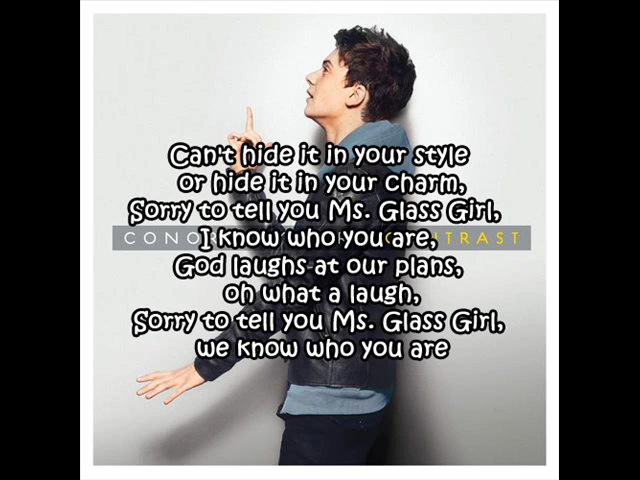 Can't hide it in your style
or hide it in your charm,
Sorry to tell you Ms. Glass Girl,
CONOR
TRAST
I know who you are,
God laughs at our plans,
oh what a laugh,
Sorry to tell you Ms. Glass Girl,
we know who you are